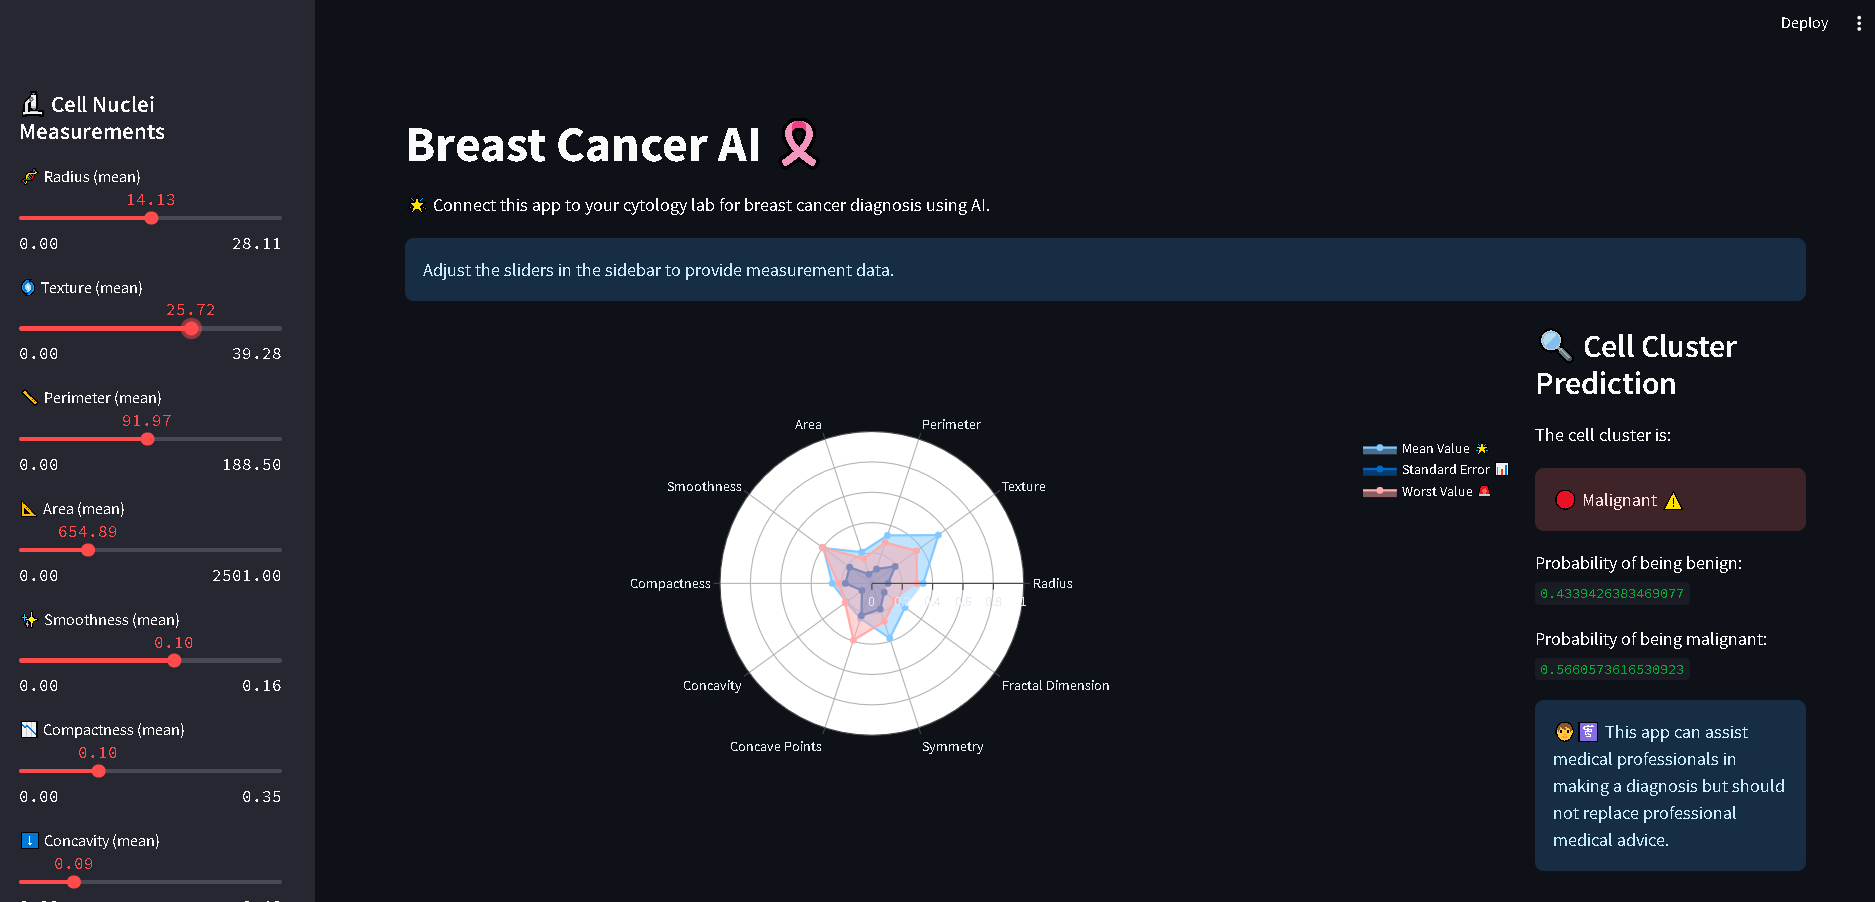 Deploy
Cell Nuclei
Measurements
Radius (mean)
14.13
0.00 28.11
Texture (mean)
25.72
0.00 39.28
Perimeter (mean)
91.97
0.00 188.50
Area (mean)
654.89
0.00 2501.00
Smoothness (mean)
0.10
0.00 0.16
Compactness (mean)
0.10
0.00 0.35
Concavity (mean)
0.09
Breast Cancer AI
Connect this app to your cytology lab for breast cancer diagnosis using AI.
Adjust the sliders in the sidebar to provide measurement data.
Area
Perimeter
Smoothness
Texture
Compactness
Radius
0 0.2 0.4 0.6 0.8 1
Concavity
Fractal Dimension
Concave Points
Symmetry
Mean Value
Standard Error
Worst Value
Cell Cluster
Prediction
The cell cluster is:
Malignant
Probability of being benign:
0.4339426383469077
Probability of being malignant:
0.5660573616530923
This app can assist
medical professionals in
making a diagnosis but should
not replace professional
medical advice.